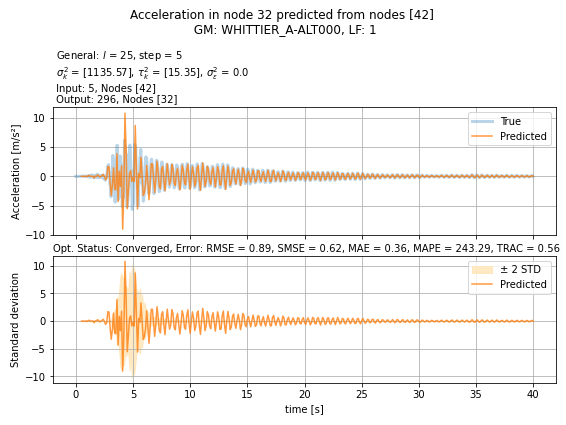 Acceleration in node 32 predicted from nodes [42]
GM: WHITTIER_A-ALT000, LF: 1
General: l = 25, step = 5
σ²ₖ = [1135.57], τ²ₖ = [15.35], σ²ε = 0.0
Input: 5, Nodes [42]
Output: 296, Nodes [32]
Acceleration [m/s²]
10
5
0
−5
−10
True
Predicted
Opt. Status: Converged, Error: RMSE = 0.89, SMSE = 0.62, MAE = 0.36, MAPE = 243.29, TRAC = 0.56
Standard deviation
10
5
0
−5
−10
± 2 STD
Predicted
0 5 10 15 20 25 30 35 40
time [s]